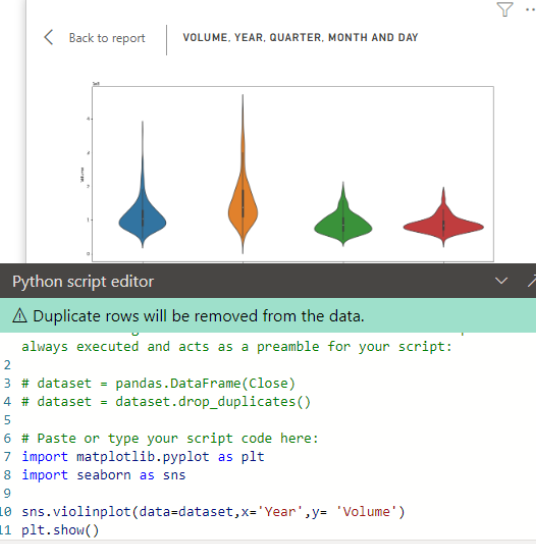 Back to report
VOLUME, YEAR, QUARTER, MONTH AND DAY
Volume
Python script editor
Duplicate rows will be removed from the data.
always executed and acts as a preamble for your script:
2
3 # dataset = pandas.DataFrame(Close)
4 # dataset = dataset.drop_duplicates()
5
6 # Paste or type your script code here:
7 import matplotlib.pyplot as plt
8 import seaborn as sns
9
10 sns.violinplot(data=dataset,x='Year',y= 'Volume')
11 plt.show()